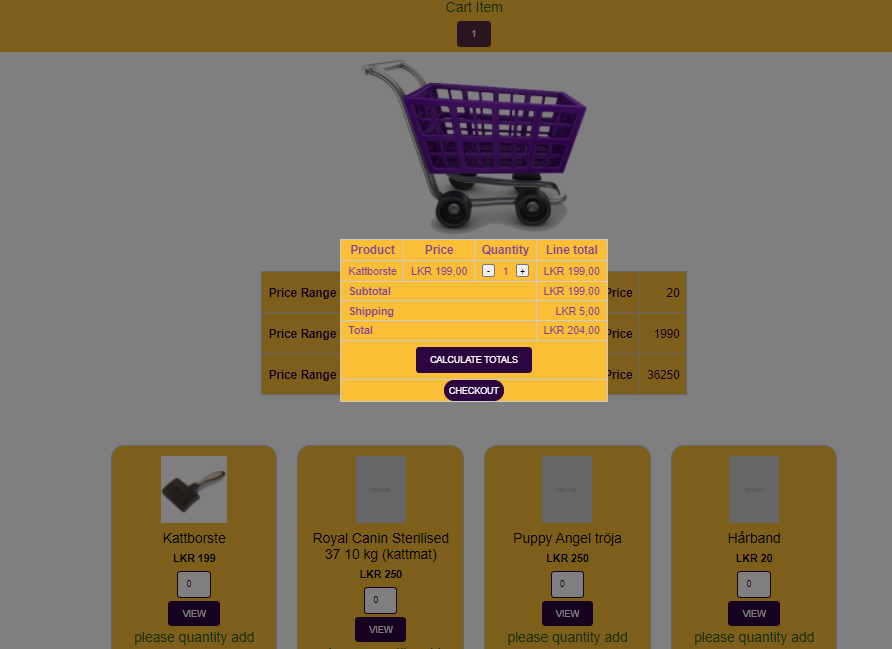 Cart Item
1
Product Price Quantity Line total
Kattborste LKR 199,00 - 1 + LKR 199,00
Subtotal LKR 199,00
Shipping LKR 5,00
Total LKR 204,00
CALCULATE TOTALS
CHECKOUT
Price Range Price 20
Price Range Price 1990
Price Range Price 36250
Kattborste
LKR 199
0
VIEW
please quantity add
Royal Canin Sterilised
37 10 kg (kattmat)
LKR 250
0
VIEW
Puppy Angel tröja
LKR 250
0
VIEW
please quantity add
Hårband
LKR 20
0
VIEW
please quantity add